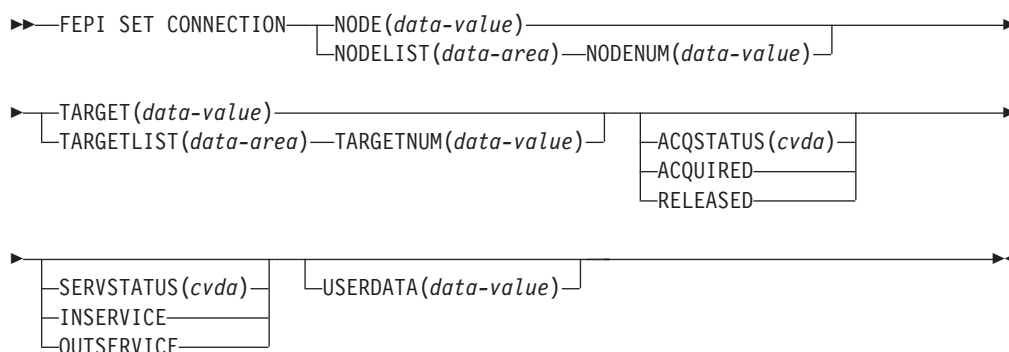 FEPI SET CONNECTION NODE(data-value)
NODELIST(data-area) NODENUM(data-value)
TARGET(data-value)
TARGETLIST(data-area) TARGETNUM(data-value)
ACQSTATUS(cvda)
ACQUIRED
RELEASED
SERVSTATUS(cvda)
INSERVICE
OUTSERVICE
USERDATA(data-value)